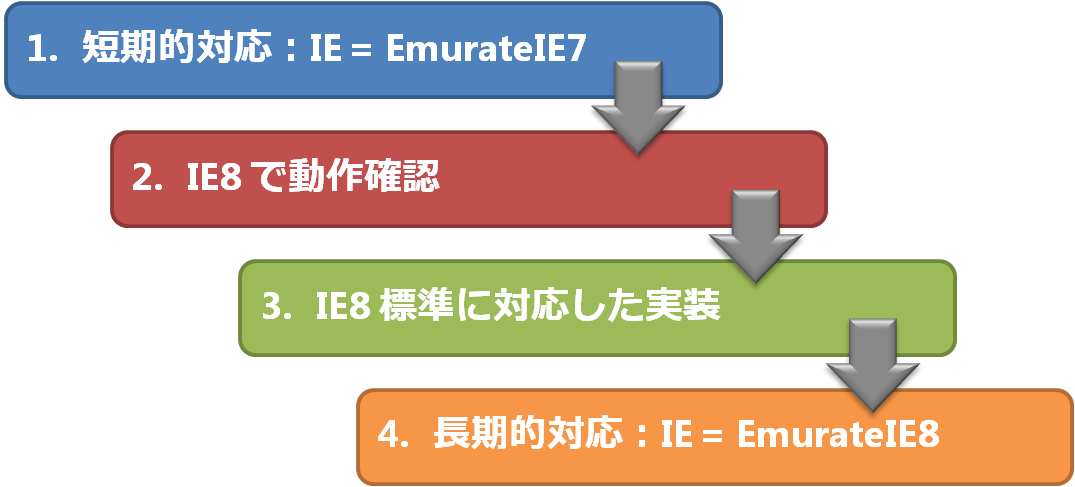 1. 短期的対応：IE = EmurateIE7
2. IE8 で動作確認
3. IE8 標準に対応した実装
4. 長期的対応：IE = EmurateIE8